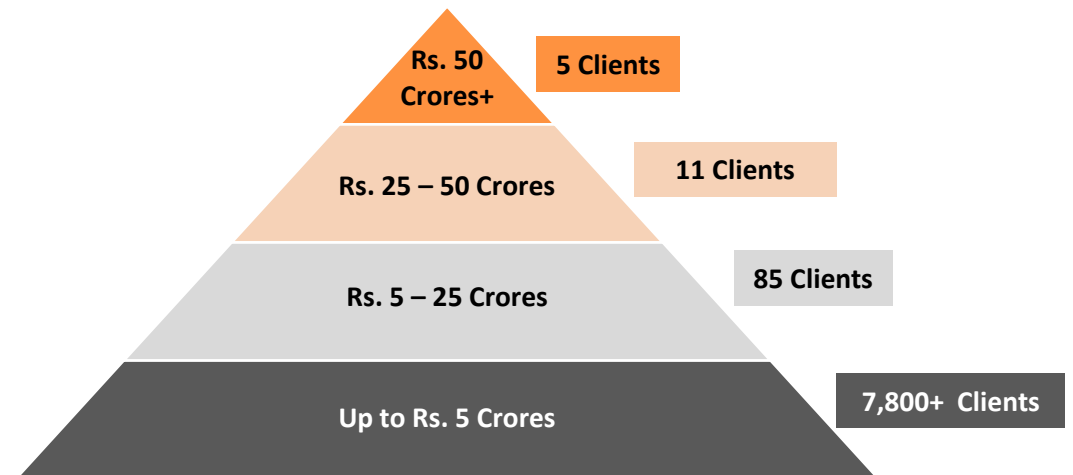 Rs. 50
Crores+
5 Clients
Rs. 25 – 50 Crores
11 Clients
Rs. 5 – 25 Crores
85 Clients
Up to Rs. 5 Crores
7,800+ Clients